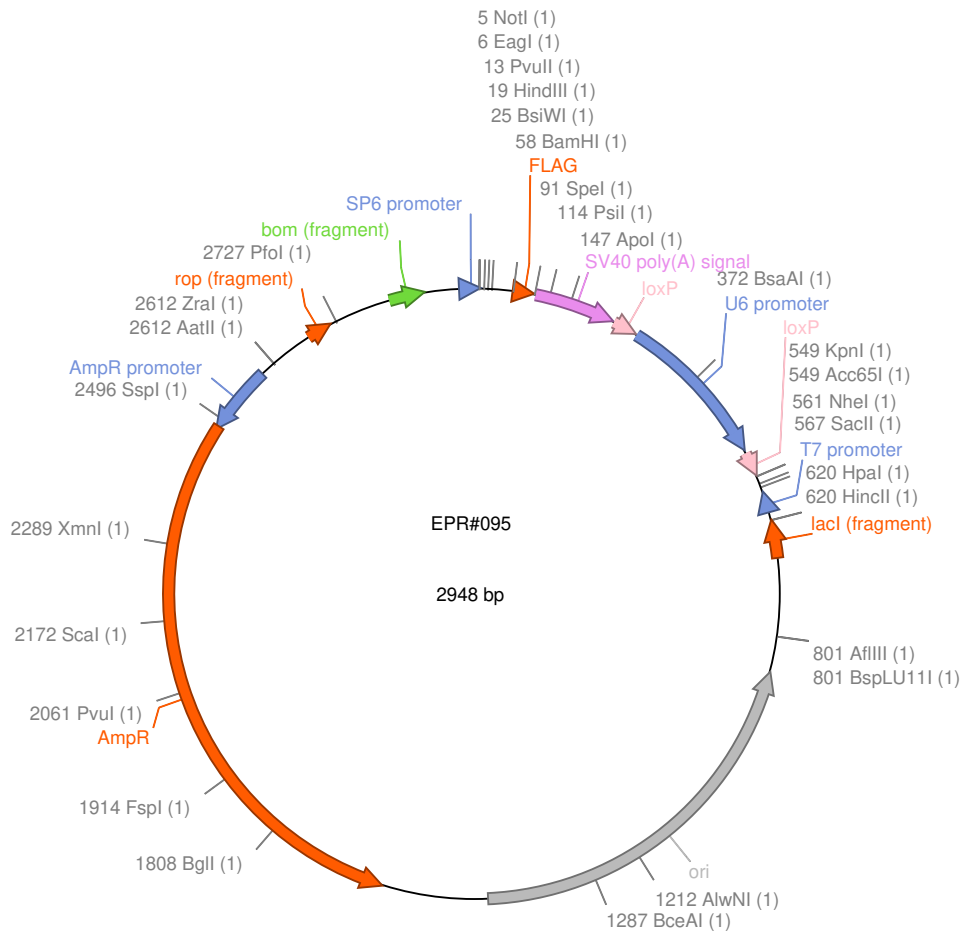 5 NotI (1)
6 EagI (1)
13 PvuII (1)
19 HindIII (1)
25 BsiWI (1)
58 BamHI (1)
FLAG
91 SpeI (1)
114 PsiI (1)
147 ApoI (1)
SV40 poly(A) signal
loxP
372 BsaAI (1)
U6 promoter
loxP
549 KpnI (1)
549 Acc65I (1)
561 NheI (1)
567 SacII (1)
T7 promoter
620 HpaI (1)
620 HincII (1)
lacI (fragment)
801 AflIII (1)
801 BspLU11I (1)
ori
1212 AlwNI (1)
1287 BceAI (1)
1808 BglI (1)
1914 FspI (1)
AmpR
2061 PvuI (1)
2172 ScaI (1)
2289 XmnI (1)
2496 SspI (1)
AmpR promoter
2612 AatII (1)
2612 ZraI (1)
rop (fragment)
2727 PfoI (1)
bom (fragment)
SP6 promoter
EPR#095
2948 bp